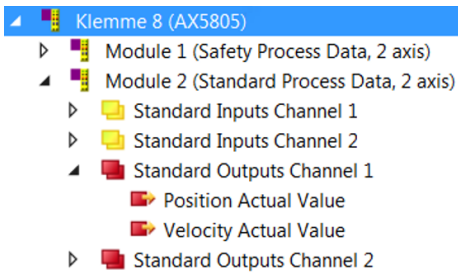 Klemme 8 (AX5805)
Module 1 (Safety Process Data, 2 axis)
Module 2 (Standard Process Data, 2 axis)
Standard Inputs Channel 1
Standard Inputs Channel 2
Standard Outputs Channel 1
Position Actual Value
Velocity Actual Value
Standard Outputs Channel 2